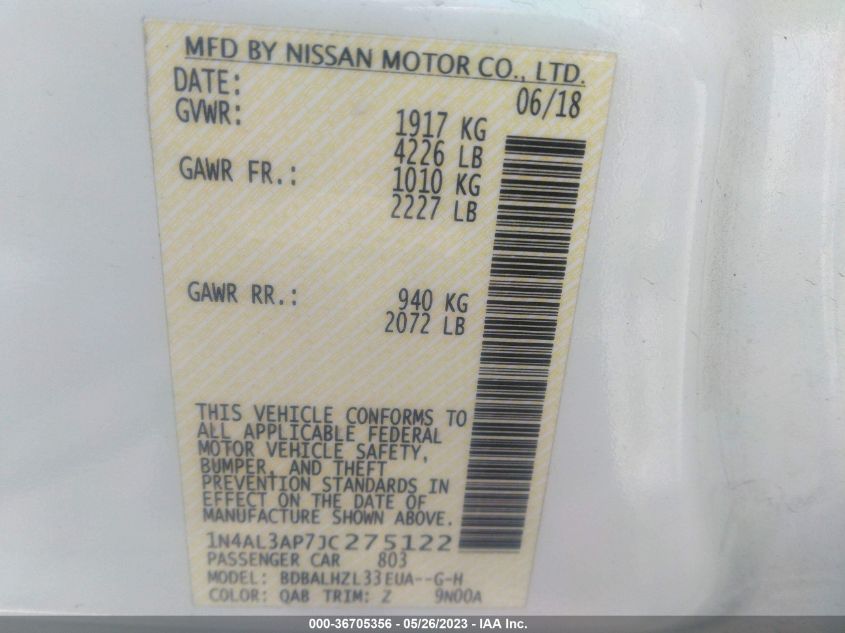 MFD BY NISSAN MOTOR CO., LTD.
DATE: 06/18
GVWR: 1917 KG
4226 LB
GAWR FR.: 1010 KG
2227 LB
GAWR RR.: 940 KG
2072 LB
THIS VEHICLE CONFORMS TO
ALL APPLICABLE FEDERAL
MOTOR VEHICLE SAFETY,
BUMPER, AND THEFT
PREVENTION STANDARDS IN
EFFECT ON THE DATE OF
MANUFACTURE SHOWN ABOVE.
1N4AL3AP7JC275122
PASSENGER CAR 803
MODEL: BDBALHZL33EUA--G-H
COLOR: QAB TRIM: Z 9N00A
000-36705356 - 05/26/2023 - IAA Inc.